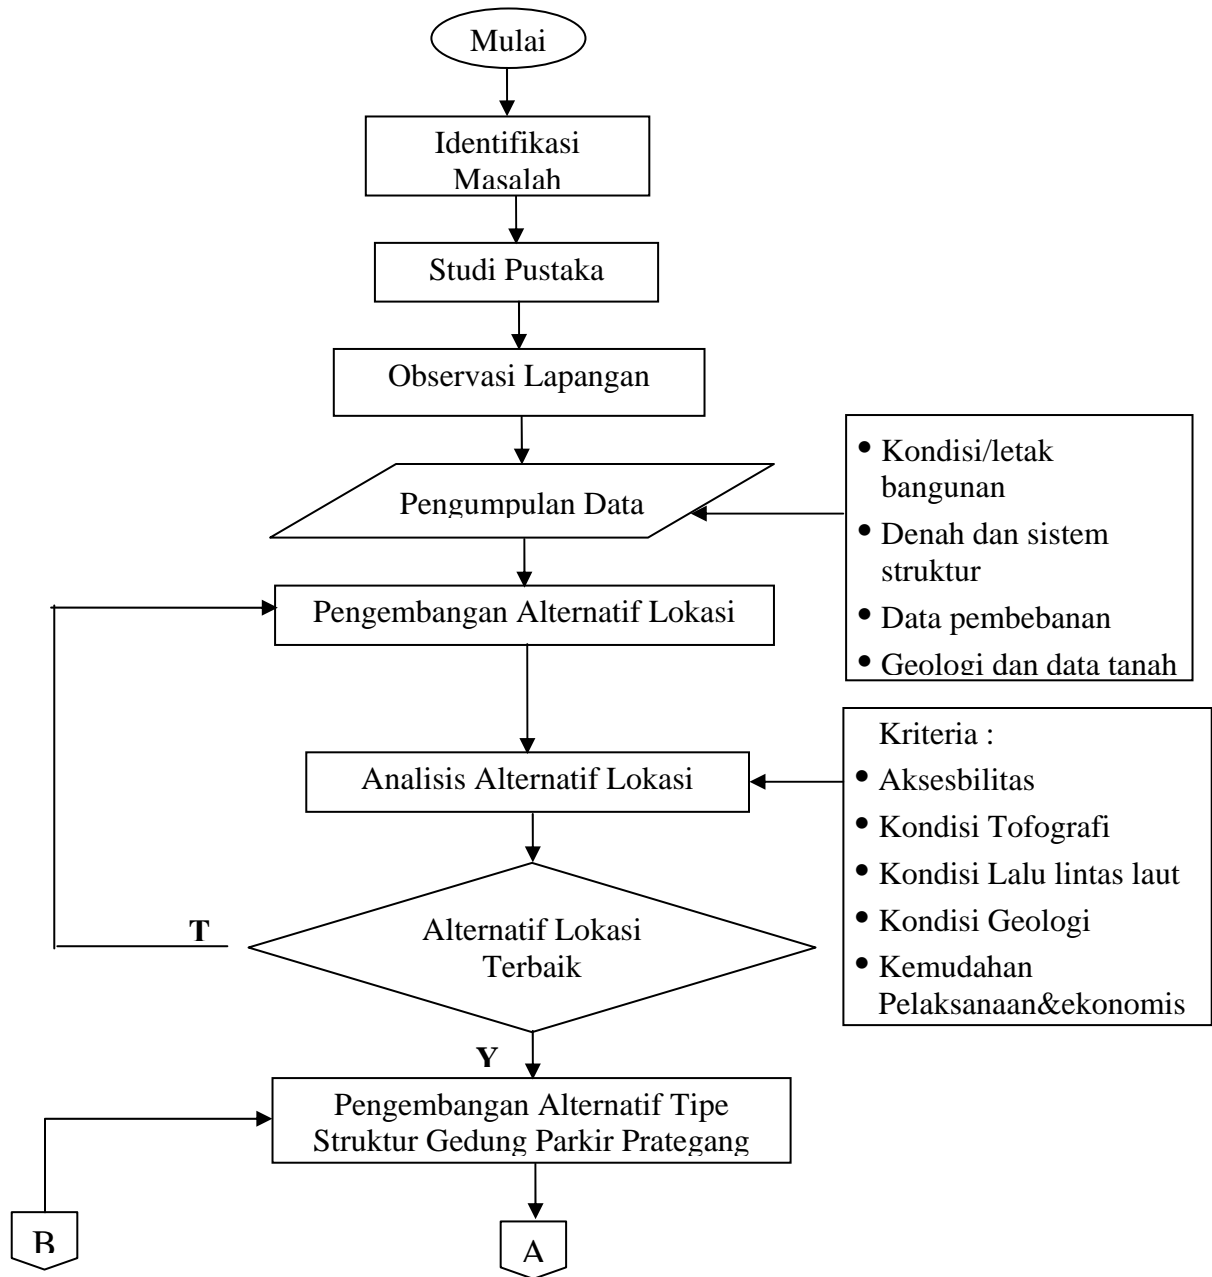 Mulai
Identifikasi
Masalah
Studi Pustaka
Observasi Lapangan
Pengumpulan Data
• Kondisi/letak
bangunan
• Denah dan sistem
struktur
• Data pembebanan
• Geologi dan data tanah
Pengembangan Alternatif Lokasi
Analisis Alternatif Lokasi
Kriteria :
• Aksesbilitas
• Kondisi Tofografi
• Kondisi Lalu lintas laut
• Kondisi Geologi
• Kemudahan
Pelaksanaan&ekonomis
T
Alternatif Lokasi
Terbaik
Y
Pengembangan Alternatif Tipe
Struktur Gedung Parkir Prategang
B
A